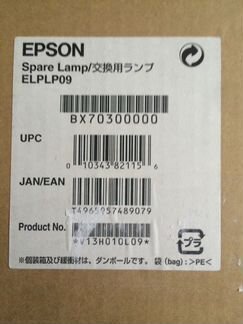 EPSON
Spare Lamp/交換用ランプ
ELPLP09
BX70300000
UPC
0 10343 82115 6
JAN/EAN
T4965957489079
Product No.
*V13H010L09*
プラ
※個装箱及び緩衝材は、ダンボールです。 袋(bag):>PE<